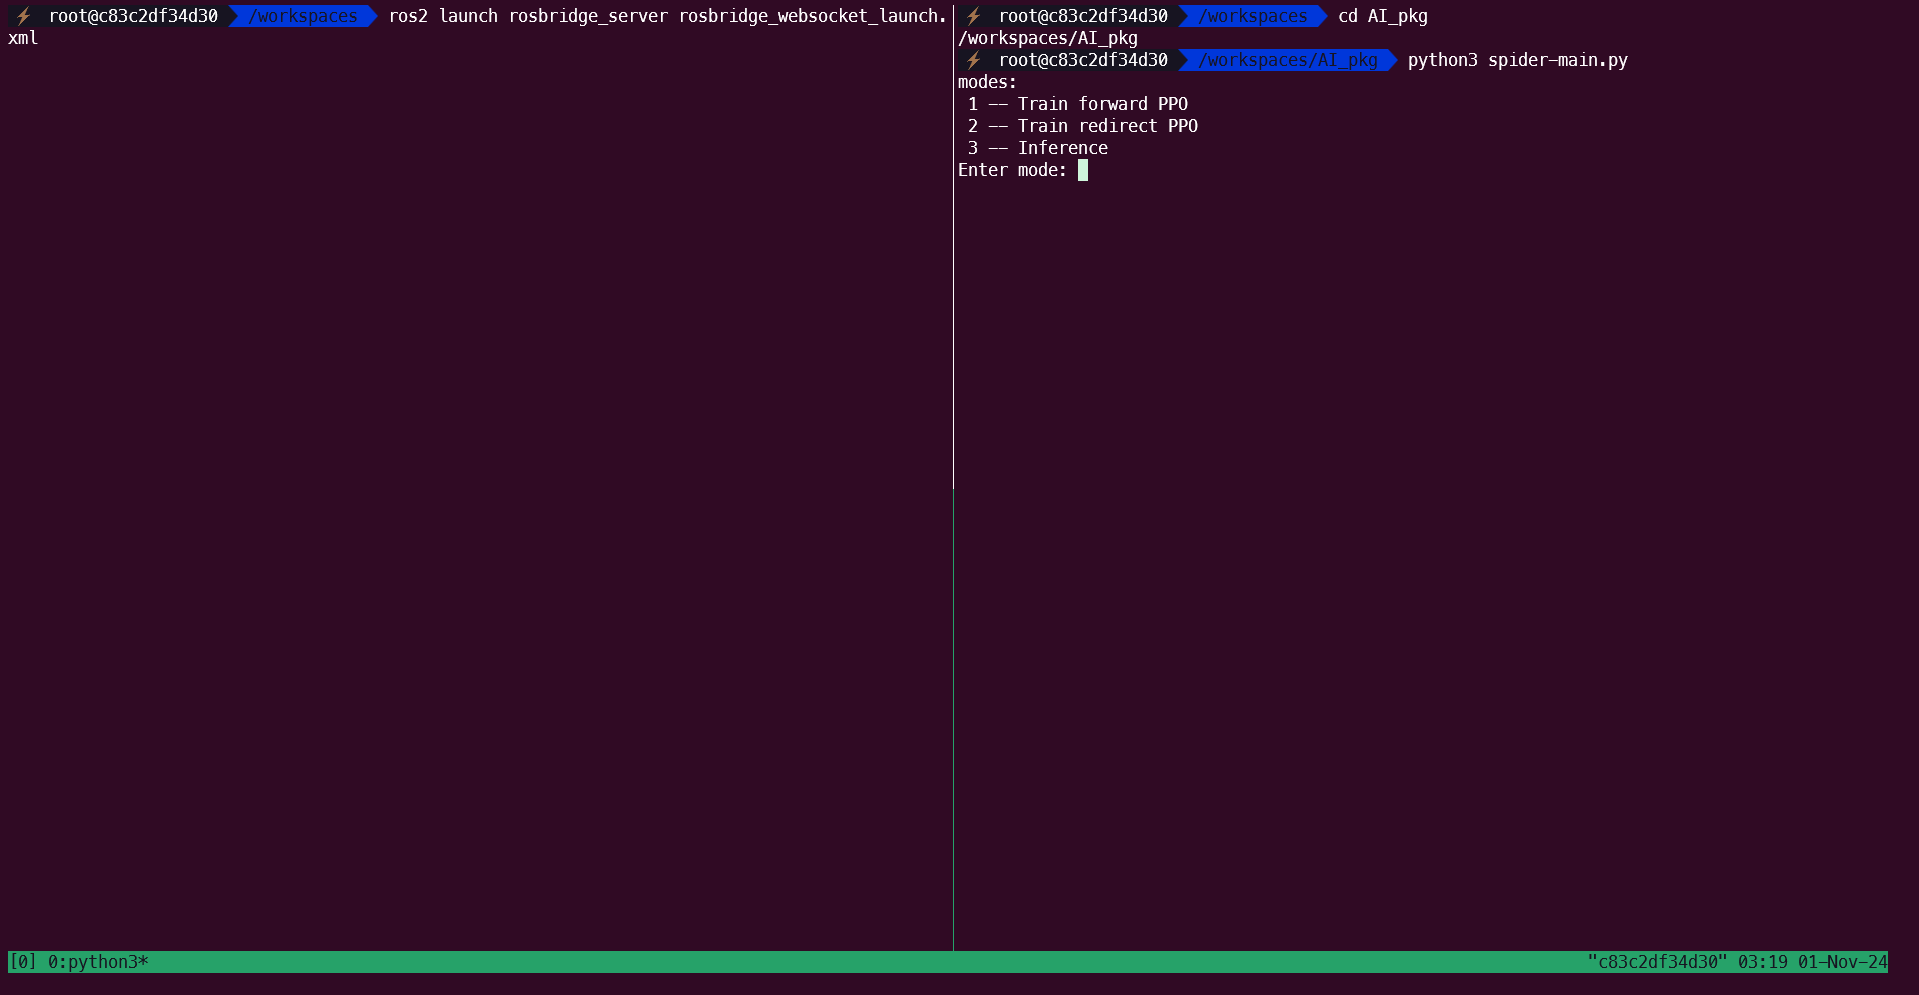 ⚡ root@c83c2df34d30 /workspaces ros2 launch rosbridge_server rosbridge_websocket_launch.
xml
⚡ root@c83c2df34d30 /workspaces cd AI_pkg
/workspaces/AI_pkg
⚡ root@c83c2df34d30 /workspaces/AI_pkg python3 spider-main.py
modes:
1 -- Train forward PPO
2 -- Train redirect PPO
3 -- Inference
Enter mode:
[0] 0:python3* "c83c2df34d30" 03:19 01-Nov-24